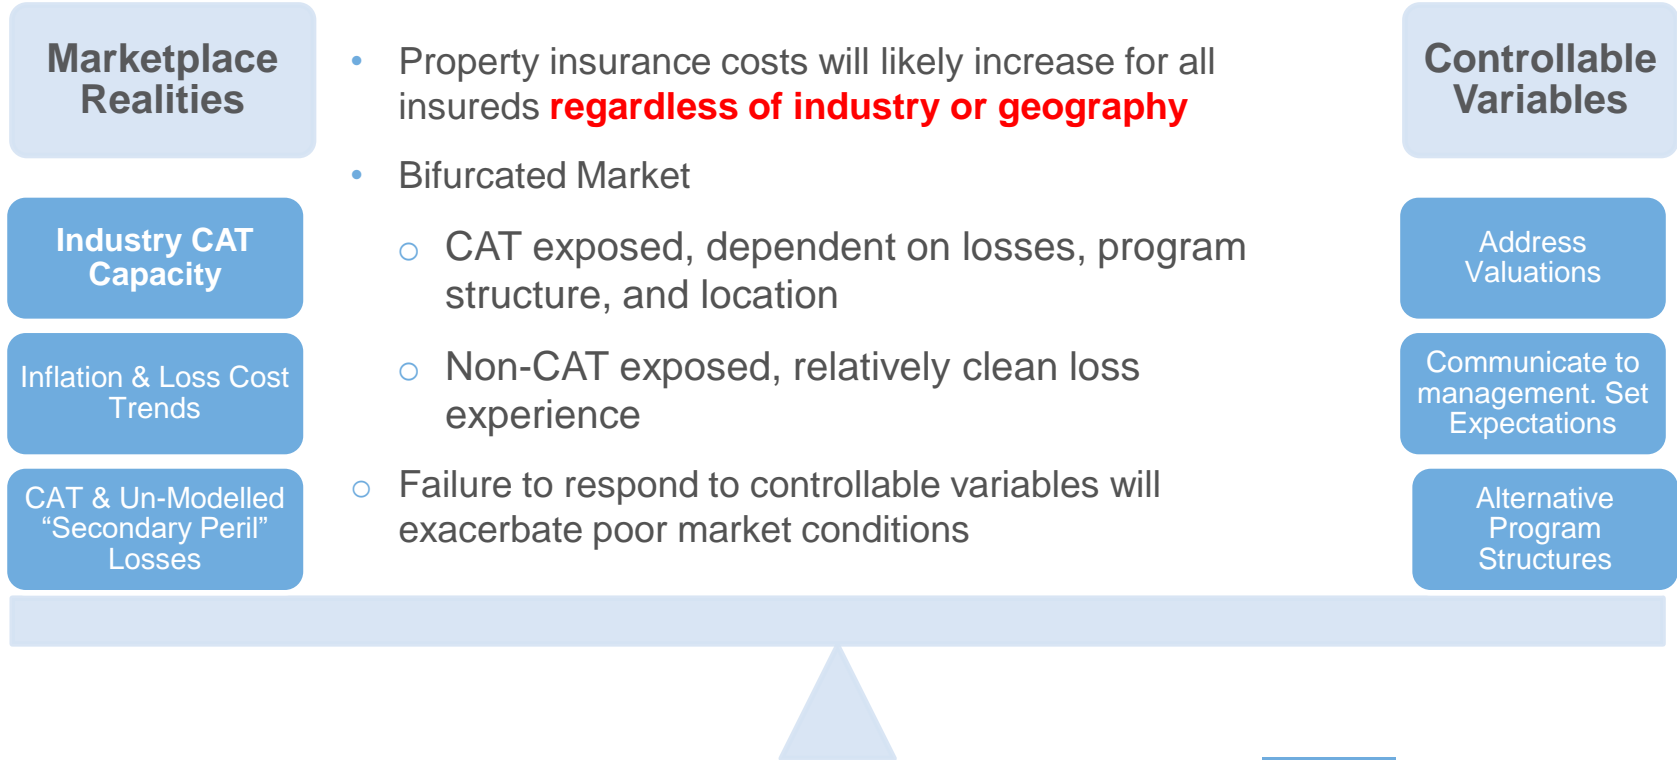 Marketplace
Realities
Industry CAT
Capacity
Inflation & Loss Cost
Trends
CAT & Un-Modelled
“Secondary Peril”
Losses
• Property insurance costs will likely increase for all
insureds regardless of industry or geography
• Bifurcated Market
o CAT exposed, dependent on losses, program
structure, and location
o Non-CAT exposed, relatively clean loss
experience
o Failure to respond to controllable variables will
exacerbate poor market conditions
Controllable
Variables
Address
Valuations
Communicate to
management. Set
Expectations
Alternative
Program
Structures